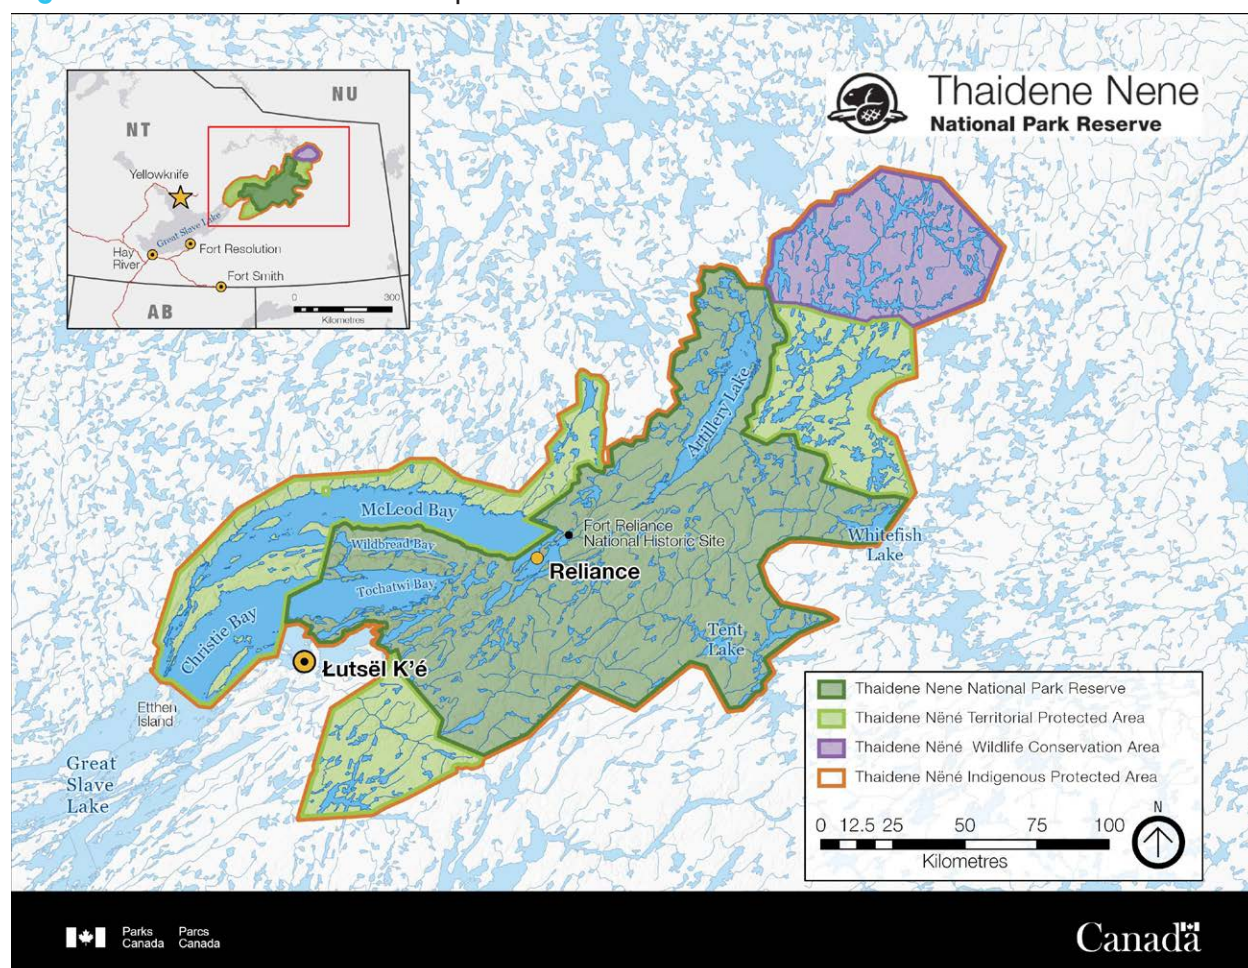 Thaidene Nene
National Park Reserve
NU
NT
Yellowknife
Great Slave Lake
Hay
River
Fort Resolution
Fort Smith
AB
0 300
Kilometres
Artillery Lake
McLeod Bay
Fort Reliance
National Historic Site
Wildbread Bay
Reliance
Whitefish
Lake
Tochatwi Bay
Christie Bay
Tent
Lake
Łutsël K’é
Etthen
Island
Great
Slave
Lake
Thaidene Nene National Park Reserve
Thaidene Nëné Territorial Protected Area
Thaidene Nëné Wildlife Conservation Area
Thaidene Nëné Indigenous Protected Area
N
0 12.5 25 50 75 100
Kilometres
Parks Parcs
Canada Canada
Canada